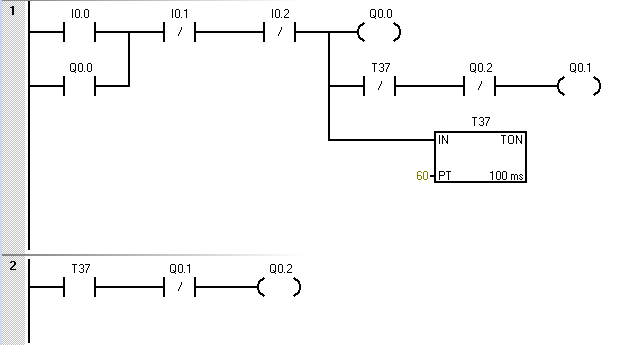 1
I0.0 I0.1 I0.2 Q0.0
Q0.0 T37 Q0.2 Q0.1
T37
IN TON
60 PT 100 ms
2
T37 Q0.1 Q0.2